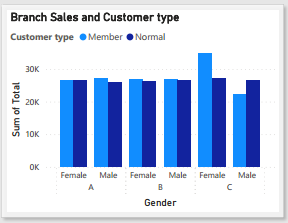 Branch Sales and Customer type
Customer type Member Normal
Sum of Total
30K
20K
10K
0K
Female Male Female Male Female Male
A B C
Gender